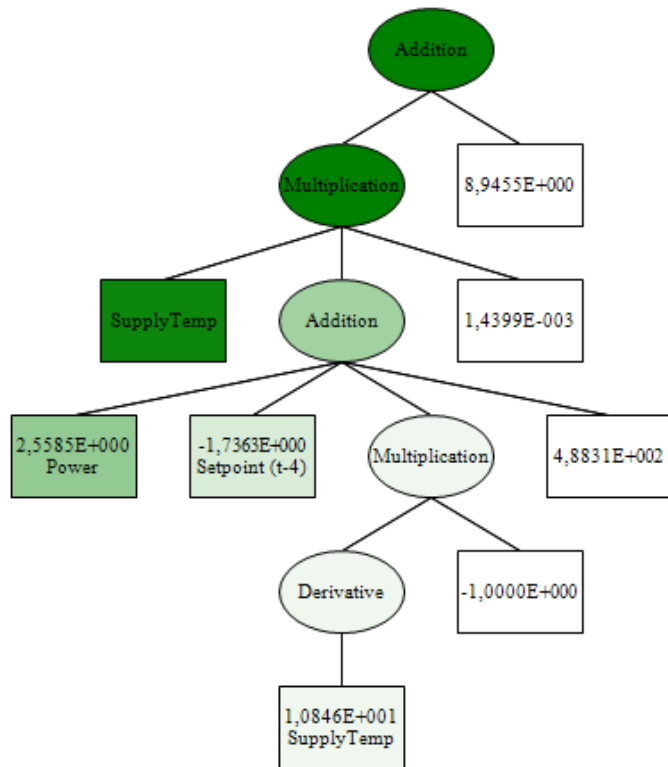 Addition
Multiplication
8,9455E+000
SupplyTemp
Addition
1,4399E-003
2,5585E+000
Power
-1,7363E+000
Setpoint (t-4)
Multiplication
4,8831E+002
Derivative
-1,0000E+000
1,0846E+001
SupplyTemp